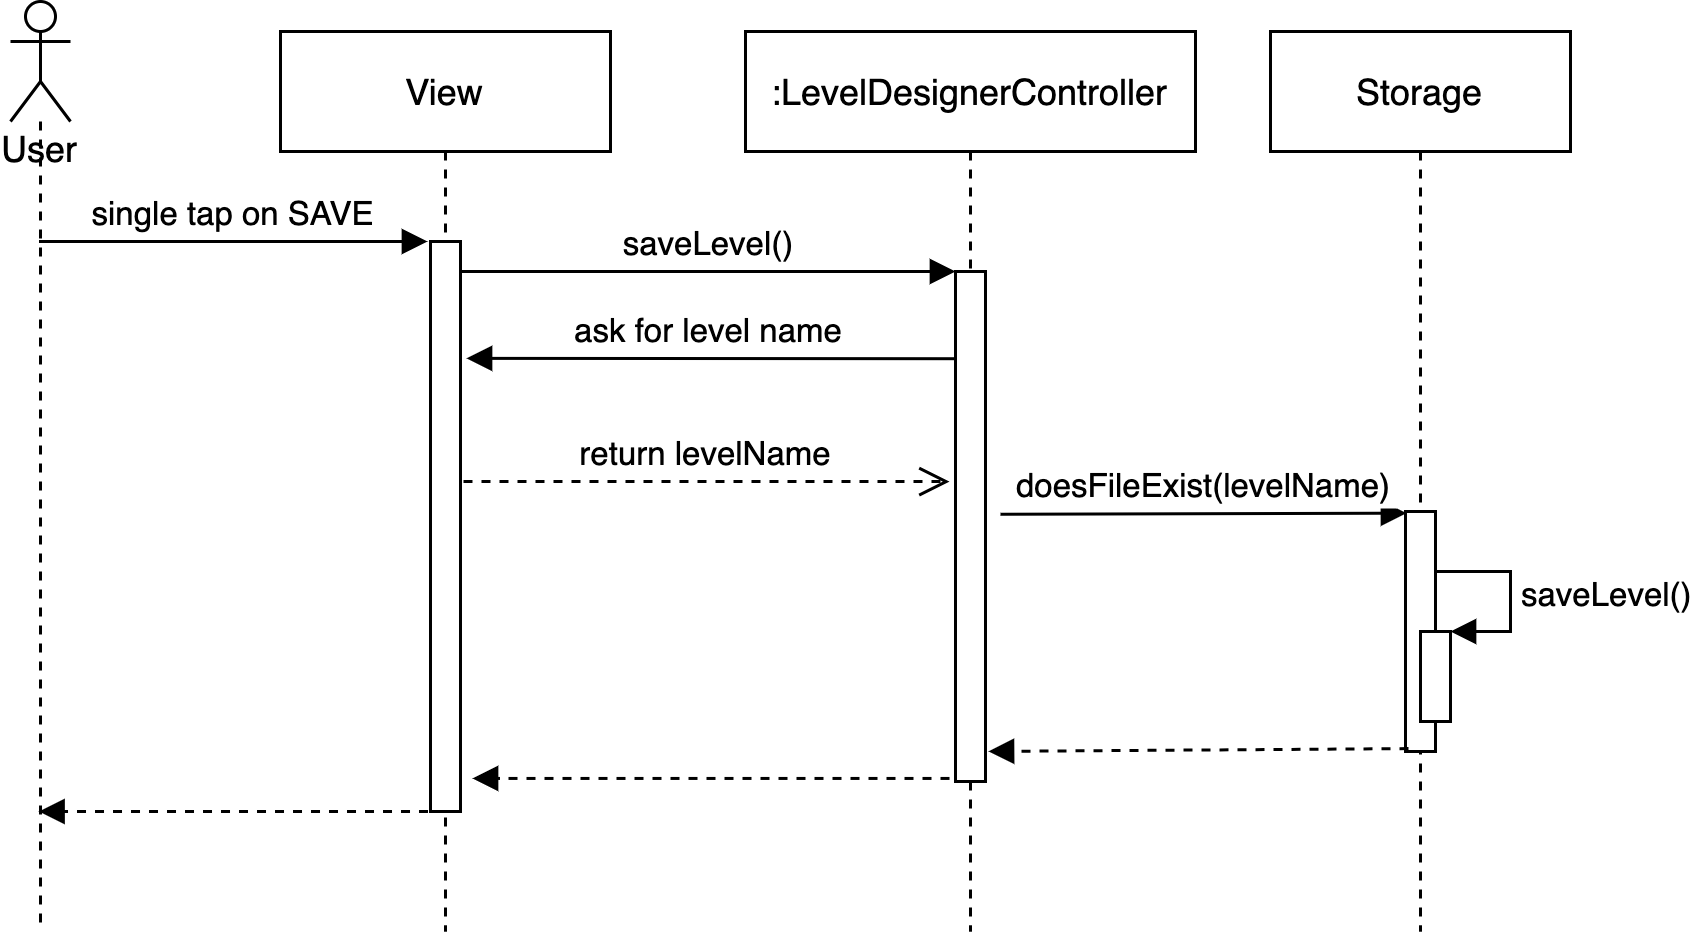 User
View
:LevelDesignerController
Storage
single tap on SAVE
saveLevel()
ask for level name
return levelName
doesFileExist(levelName)
saveLevel()